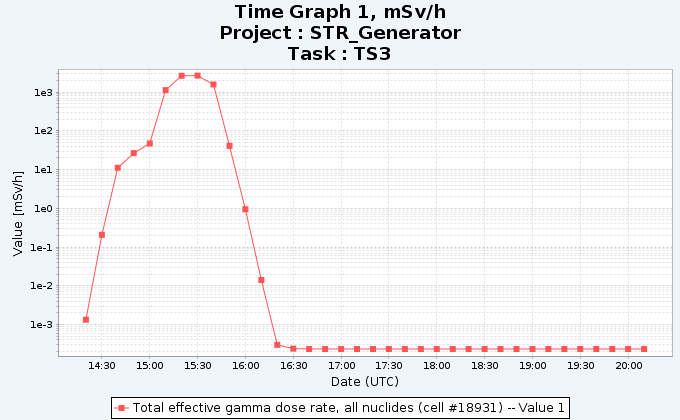 Time Graph 1, mSv/h
Project : STR_Generator
Task : TS3
Value [mSv/h]
1e3
1e2
1e1
1e0
1e-1
1e-2
1e-3
14:30 15:00 15:30 16:00 16:30 17:00 17:30 18:00 18:30 19:00 19:30 20:00
Date (UTC)
Total effective gamma dose rate, all nuclides (cell #18931) -- Value 1